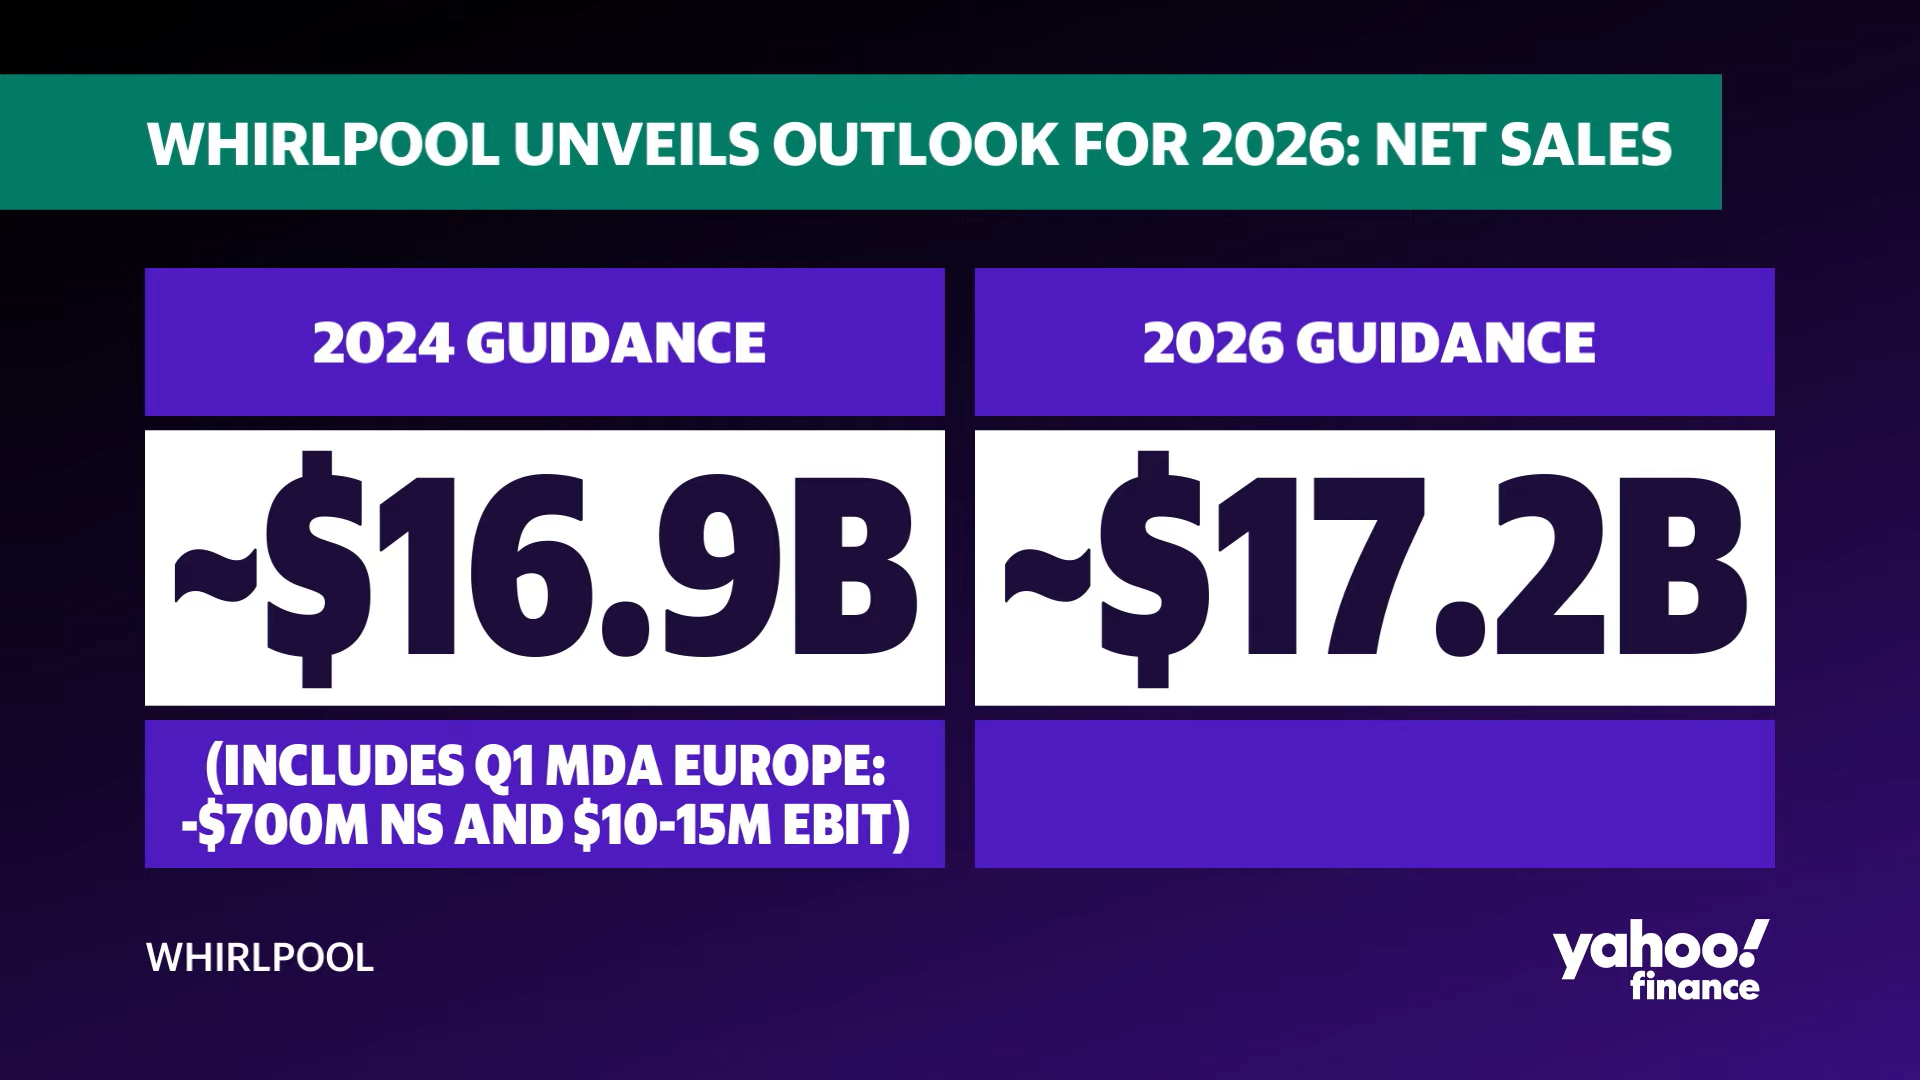 WHIRLPOOL UNVEILS OUTLOOK FOR 2026: NET SALES
2024 GUIDANCE
2026 GUIDANCE
~$16.9B
~$17.2B
(INCLUDES Q1 MDA EUROPE:
-$700M NS AND $10-15M EBIT)
WHIRLPOOL
yahoo!
finance